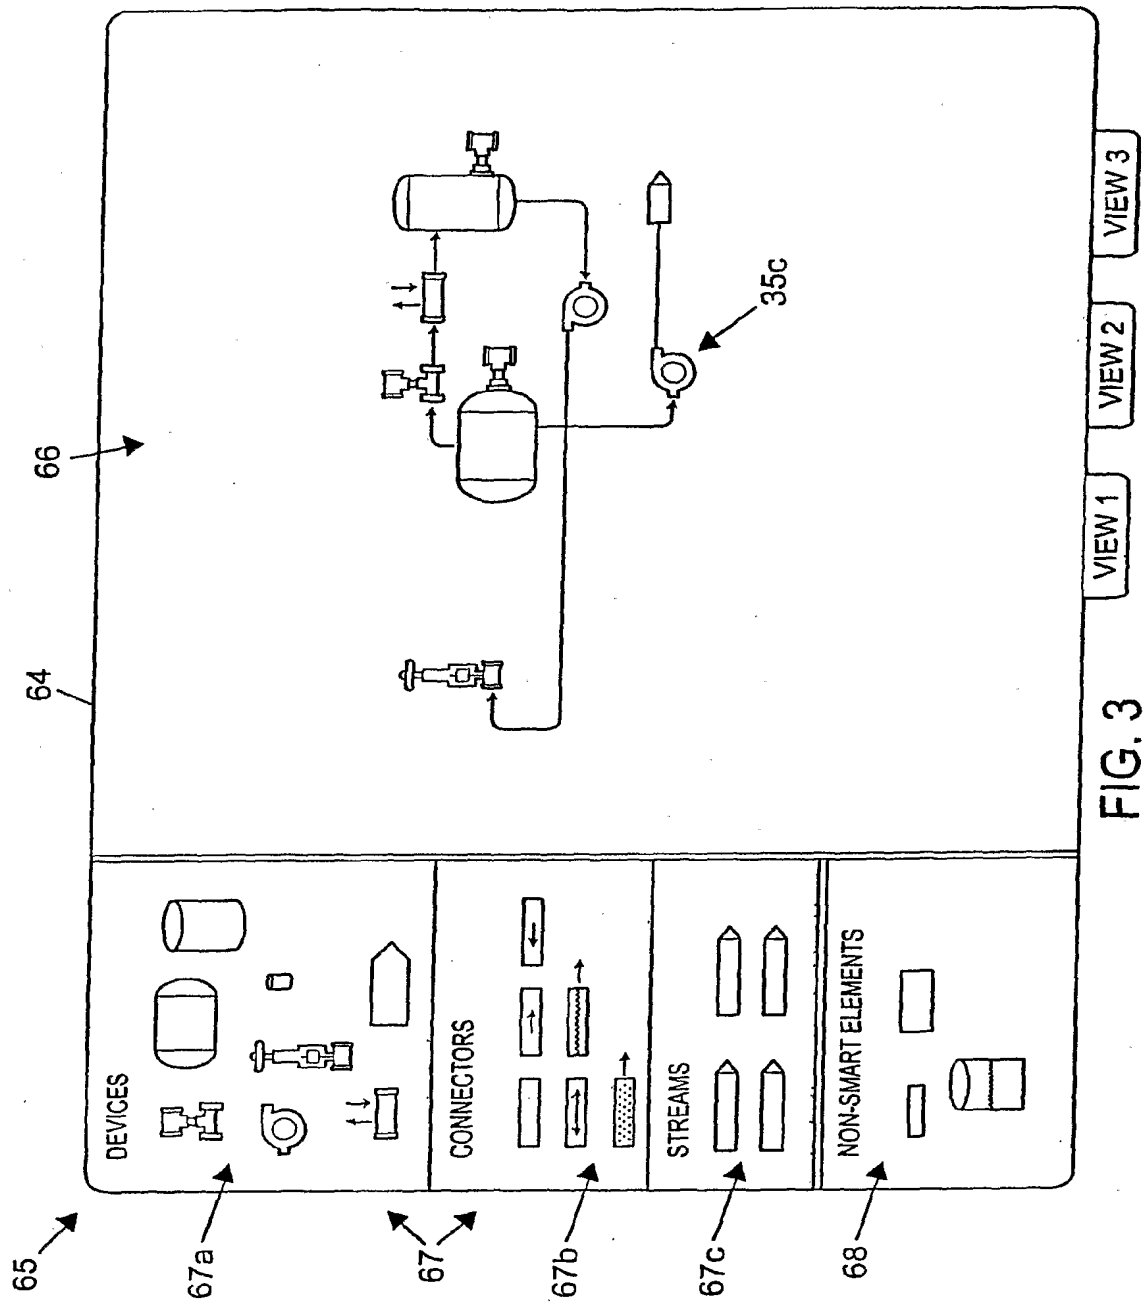 65
64
66
67a
DEVICES
67
CONNECTORS
67b
STREAMS
67c
NON-SMART ELEMENTS
68
35c
VIEW 1
VIEW 2
VIEW 3
FIG. 3